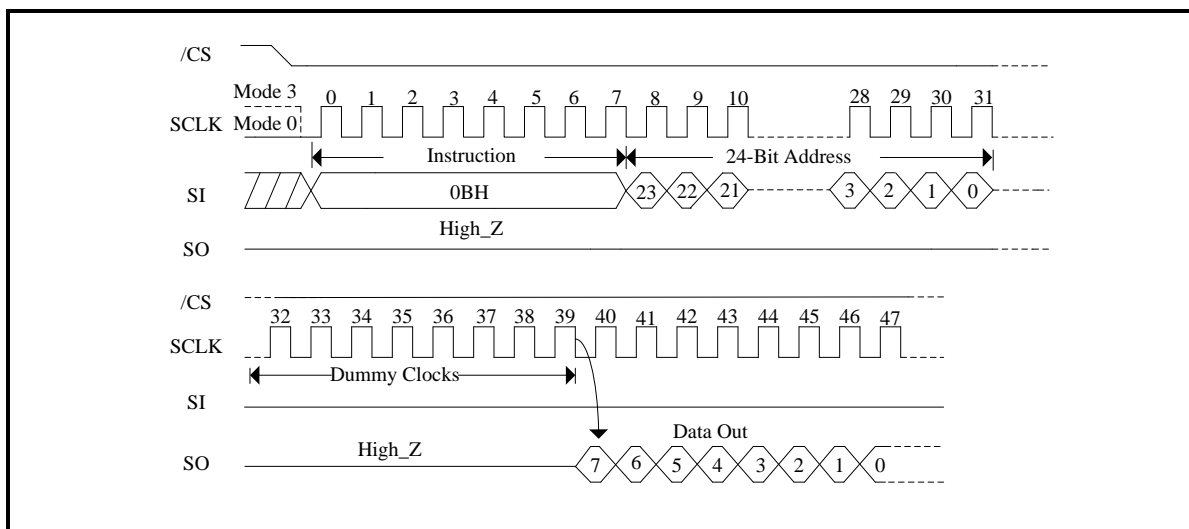 /CS
Mode 3
0 1 2 3 4 5 6 7 8 9 10 28 29 30 31
SCLK
Mode 0
Instruction
24-Bit Address
SI
0BH
23 22 21 3 2 1 0
High_Z
SO
/CS
32 33 34 35 36 37 38 39 40 41 42 43 44 45 46 47
SCLK
Dummy Clocks
SI
High_Z
Data Out
SO
7 6 5 4 3 2 1 0